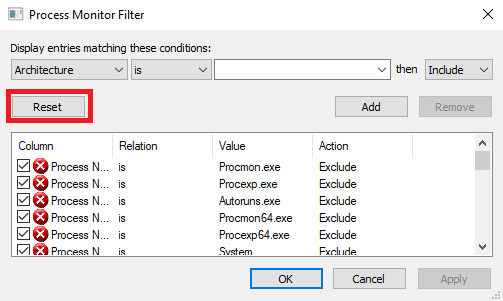 Process Monitor Filter
Display entries matching these conditions:
Architecture is then Include
Reset Add Remove
Column Relation Value Action
Process N... is Procmon.exe Exclude
Process N... is Procexp.exe Exclude
Process N... is Autoruns.exe Exclude
Process N... is Procmon64.exe Exclude
Process N... is Procexp64.exe Exclude
Process N... is System Exclude
OK Cancel Apply